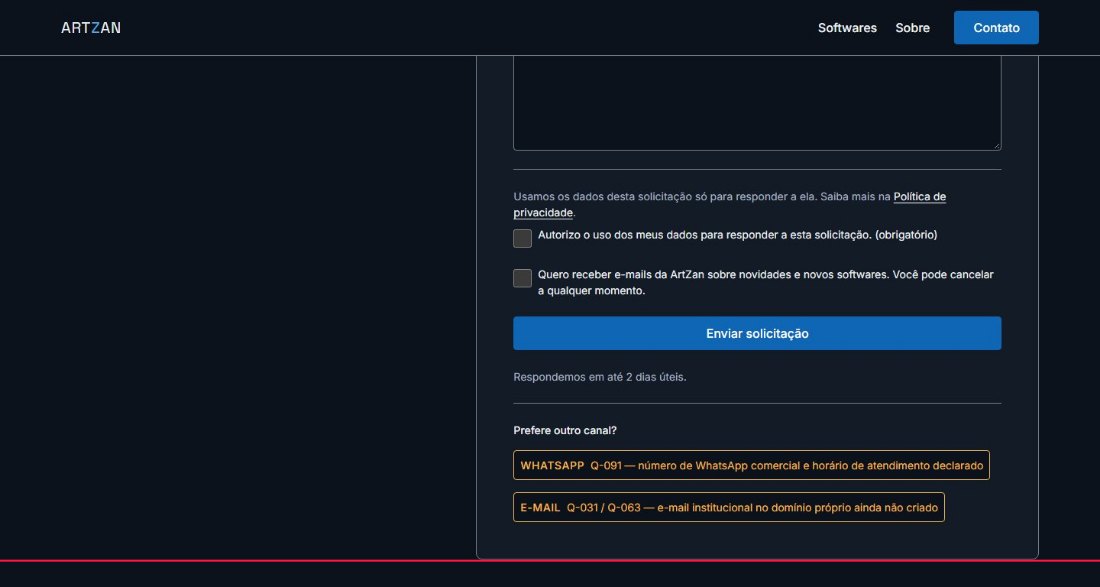 ARTZAN
Softwares
Sobre
Contato
Usamos os dados desta solicitação só para responder a ela. Saiba mais na Política de
privacidade.
Autorizo o uso dos meus dados para responder a esta solicitação. (obrigatório)
Quero receber e-mails da ArtZan sobre novidades e novos softwares. Você pode cancelar
a qualquer momento.
Enviar solicitação
Respondemos em até 2 dias úteis.
Prefere outro canal?
WHATSAPP Q-091 — número de WhatsApp comercial e horário de atendimento declarado
E-MAIL Q-031 / Q-063 — e-mail institucional no domínio próprio ainda não criado